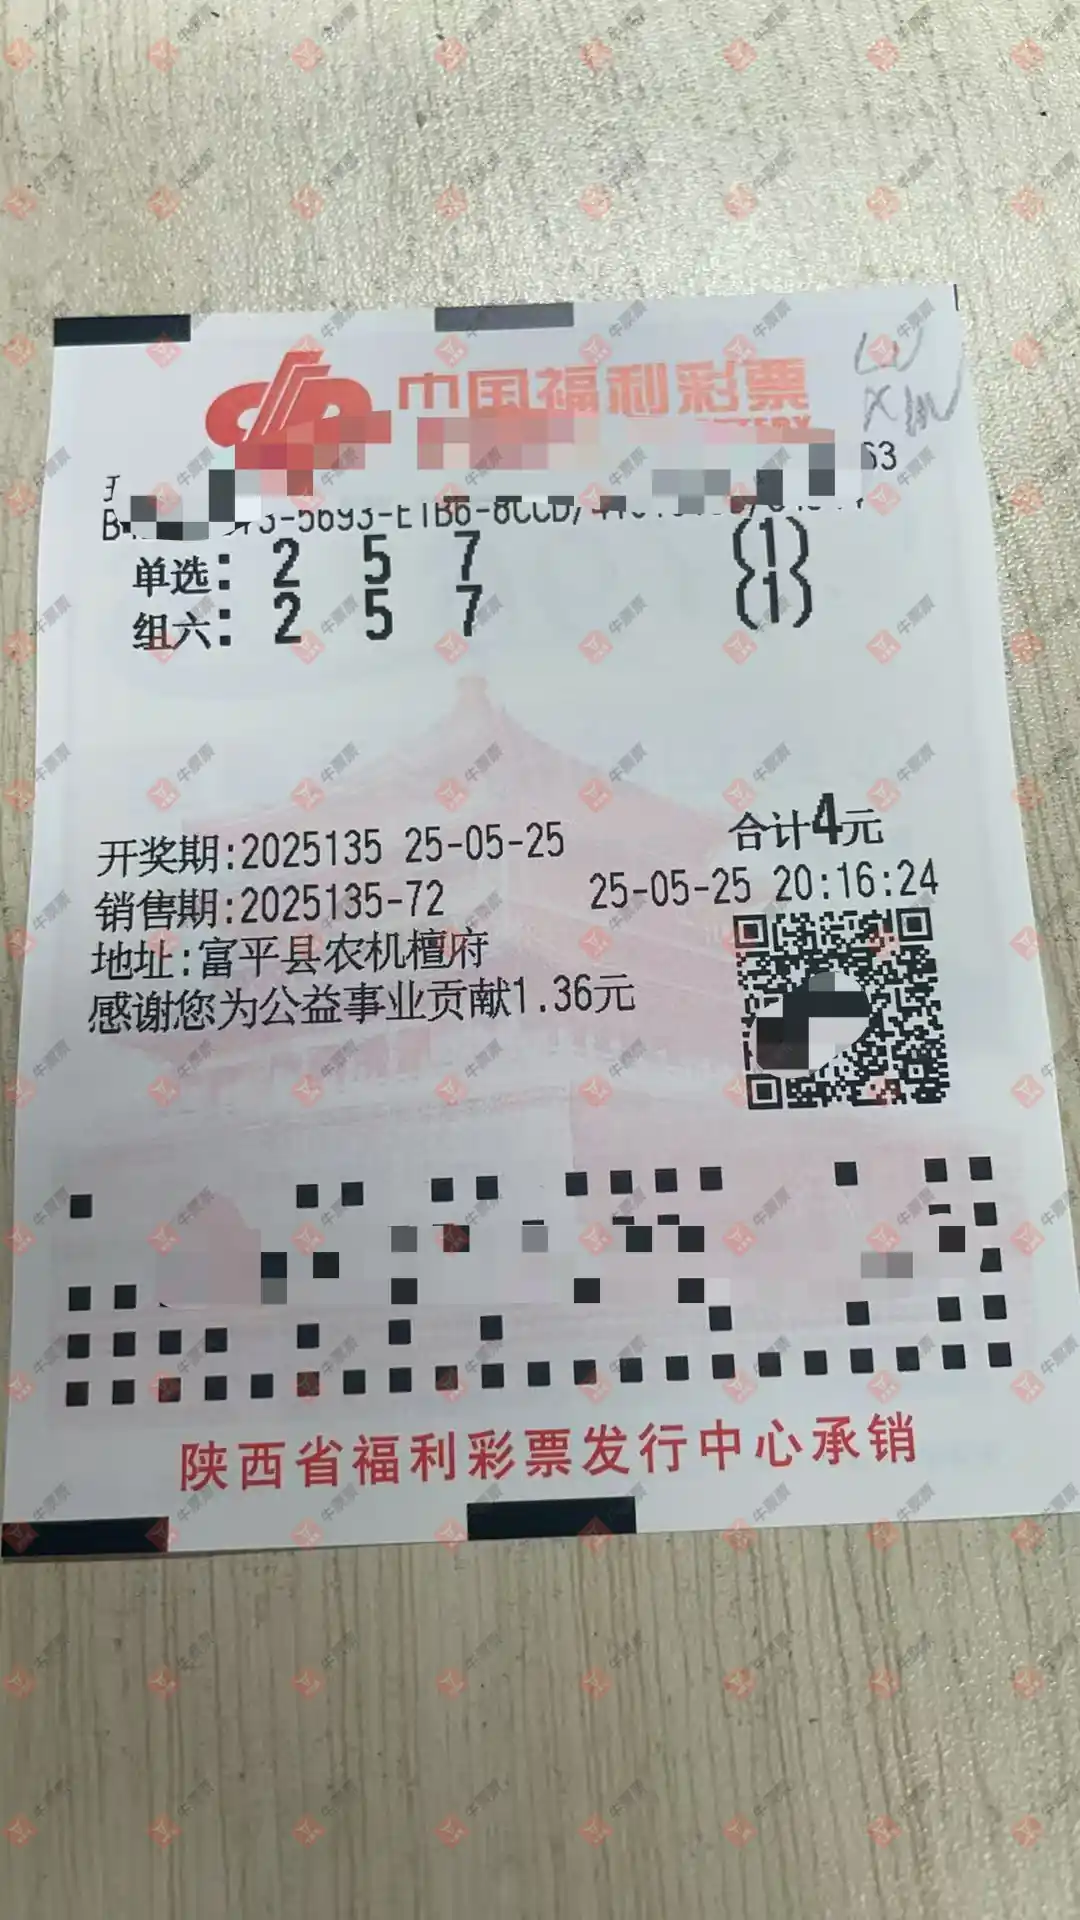 中国福利彩票
63
单选: 2 5 7 (1)
组六: 2 5 7 (1)
合计4元
开奖期:2025135 25-05-25
销售期:2025135-72 25-05-25 20:16:24
地址:富平县农机檀府
感谢您为公益事业贡献1.36元
陕西省福利彩票发行中心承销
牛票票